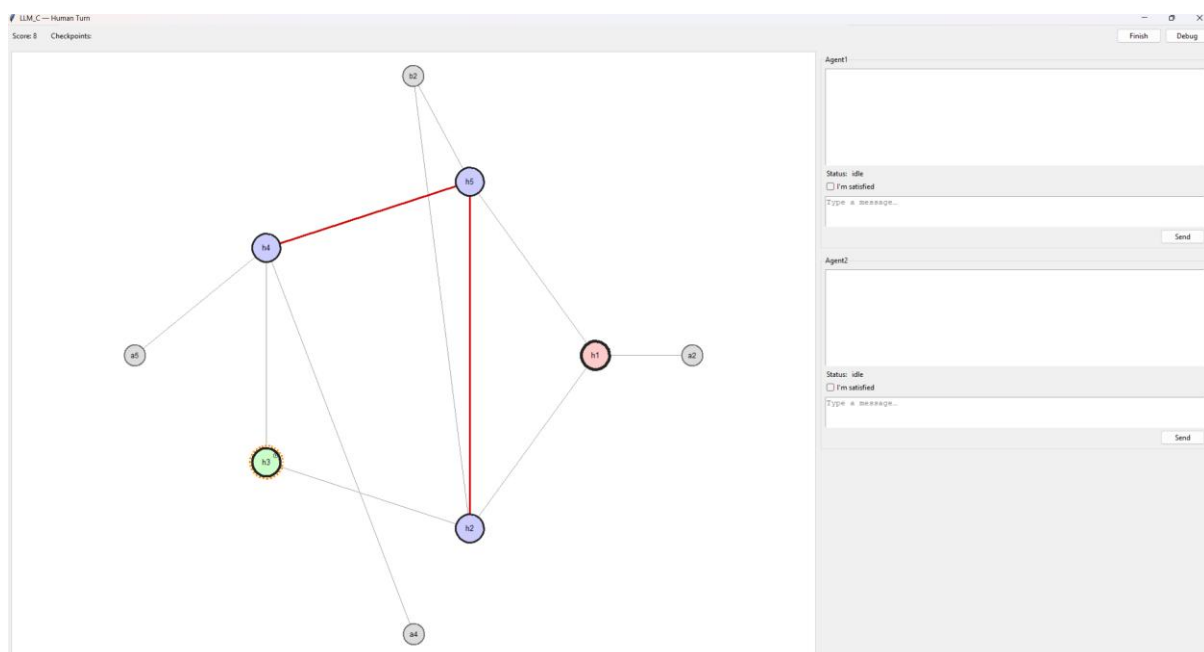 LLM_C — Human Turn
Score: 8 Checkpoints:
Finish Debug
Agent1
Status: idle
I'm satisfied
Type a message…
Send
Agent2
Status: idle
I'm satisfied
Type a message…
Send
b2
h5
h4
a5
h1
a2
h3
h2
a4